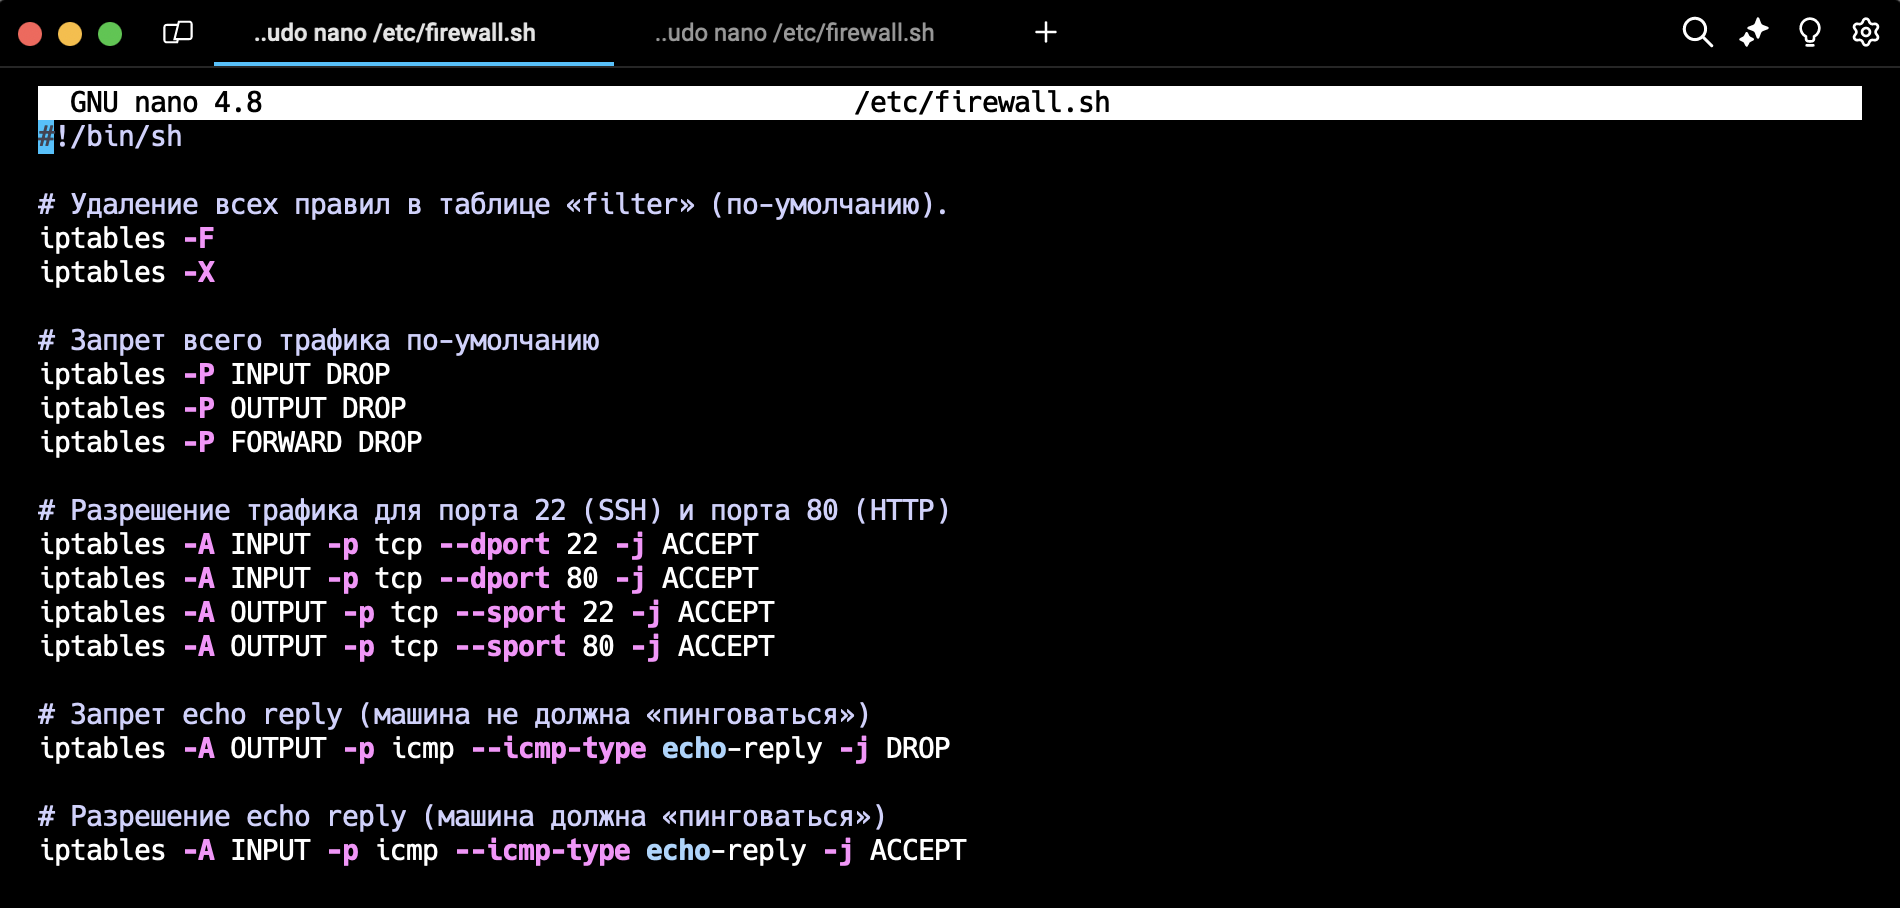 ..udo nano /etc/firewall.sh
..udo nano /etc/firewall.sh
GNU nano 4.8 /etc/firewall.sh
#!/bin/sh
# Удаление всех правил в таблице «filter» (по-умолчанию).
iptables -F
iptables -X
# Запрет всего трафика по-умолчанию
iptables -P INPUT DROP
iptables -P OUTPUT DROP
iptables -P FORWARD DROP
# Разрешение трафика для порта 22 (SSH) и порта 80 (HTTP)
iptables -A INPUT -p tcp --dport 22 -j ACCEPT
iptables -A INPUT -p tcp --dport 80 -j ACCEPT
iptables -A OUTPUT -p tcp --sport 22 -j ACCEPT
iptables -A OUTPUT -p tcp --sport 80 -j ACCEPT
# Запрет echo reply (машина не должна «пинговаться»)
iptables -A OUTPUT -p icmp --icmp-type echo-reply -j DROP
# Разрешение echo reply (машина должна «пинговаться»)
iptables -A INPUT -p icmp --icmp-type echo-reply -j ACCEPT